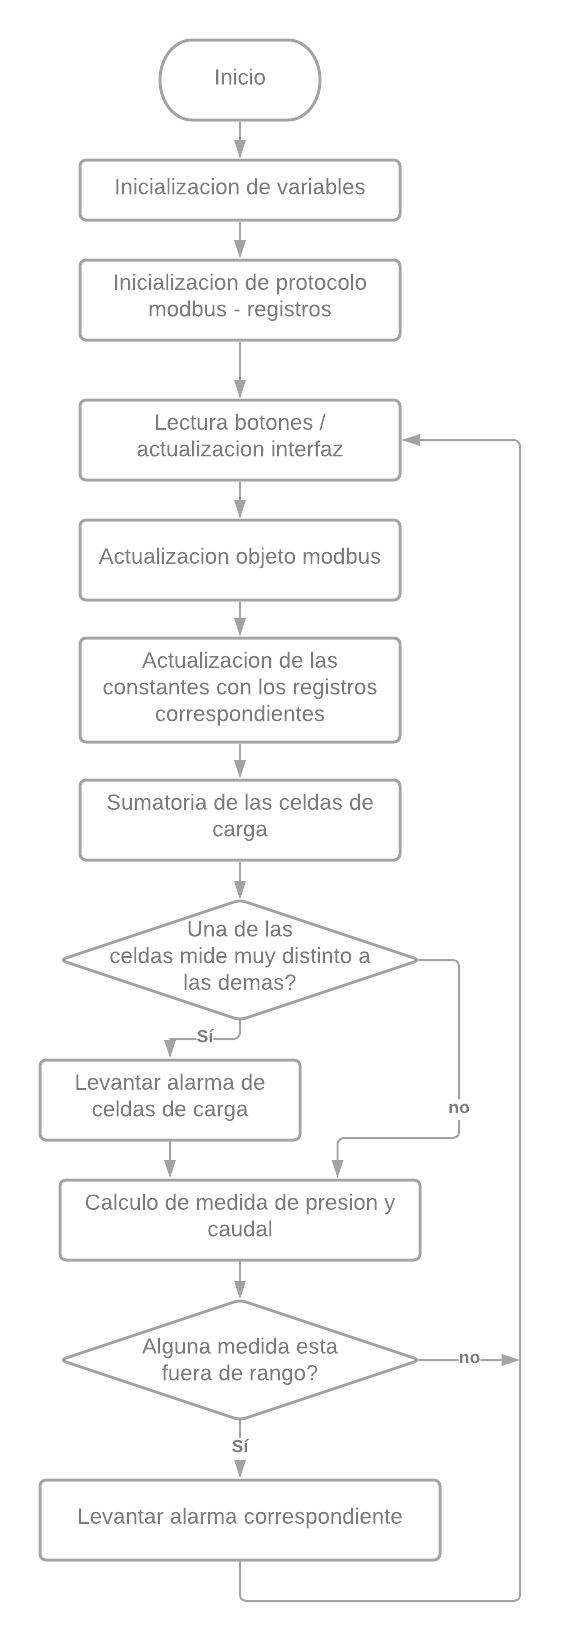 Inicio
Inicializacion de variables
Inicializacion de protocolo
modbus - registros
Lectura botones /
actualizacion interfaz
Actualizacion objeto modbus
Actualizacion de las
constantes con los registros
correspondientes
Sumatoria de las celdas de
carga
Una de las
celdas mide muy distinto a
las demas?
Sí
Levantar alarma de
celdas de carga
no
Calculo de medida de presion y
caudal
Alguna medida esta
fuera de rango?
no
Sí
Levantar alarma correspondiente